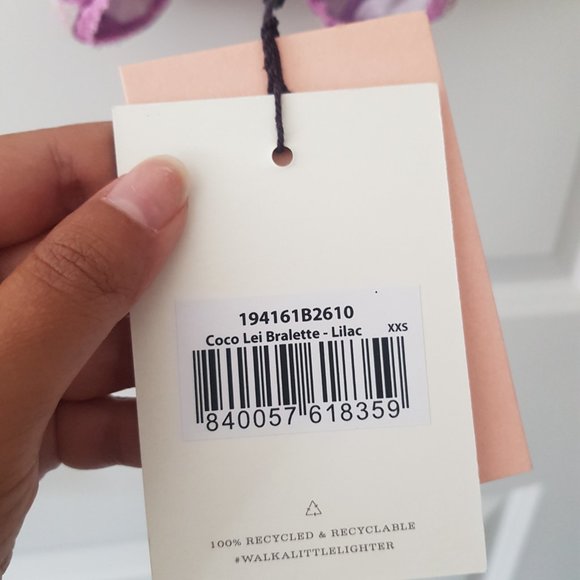 194161B2610
Coco Lei Bralette - Lilac XXS
840057 618359
100% RECYCLED & RECYCLABLE
#WALKALITTLELIGHTER